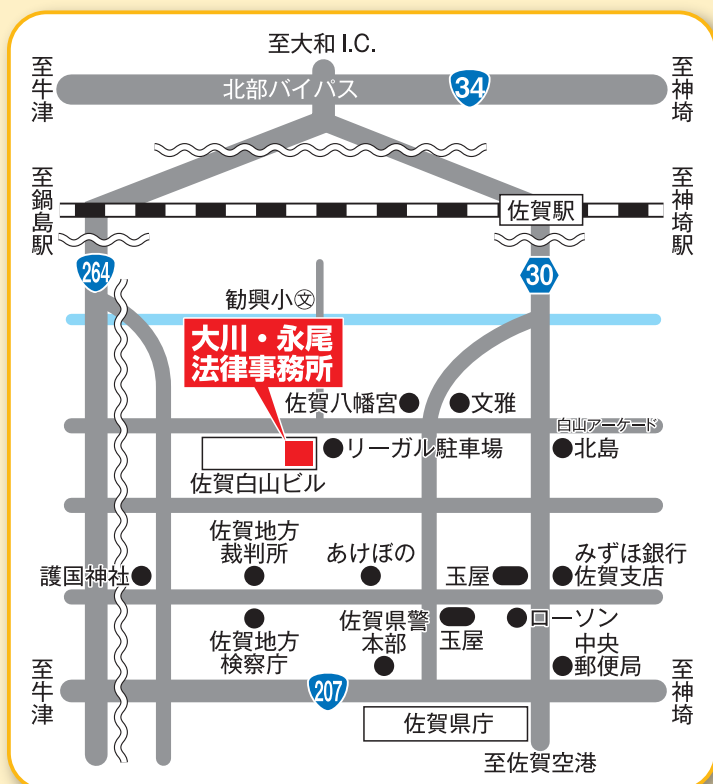 至大和I.C.
至牛津
北部バイパス
34
至神埼
至鍋島駅
佐賀駅
至神埼駅
264
30
勧興小㊫
大川・永尾
法律事務所
佐賀八幡宮
文雅
白山アーケード
リーガル駐車場
北島
佐賀白山ビル
佐賀地方
裁判所
あけぼの
玉屋
みずほ銀行
佐賀支店
護国神社
佐賀地方
検察庁
佐賀県警
本部
玉屋
ローソン
中央
郵便局
至牛津
207
至神埼
佐賀県庁
至佐賀空港